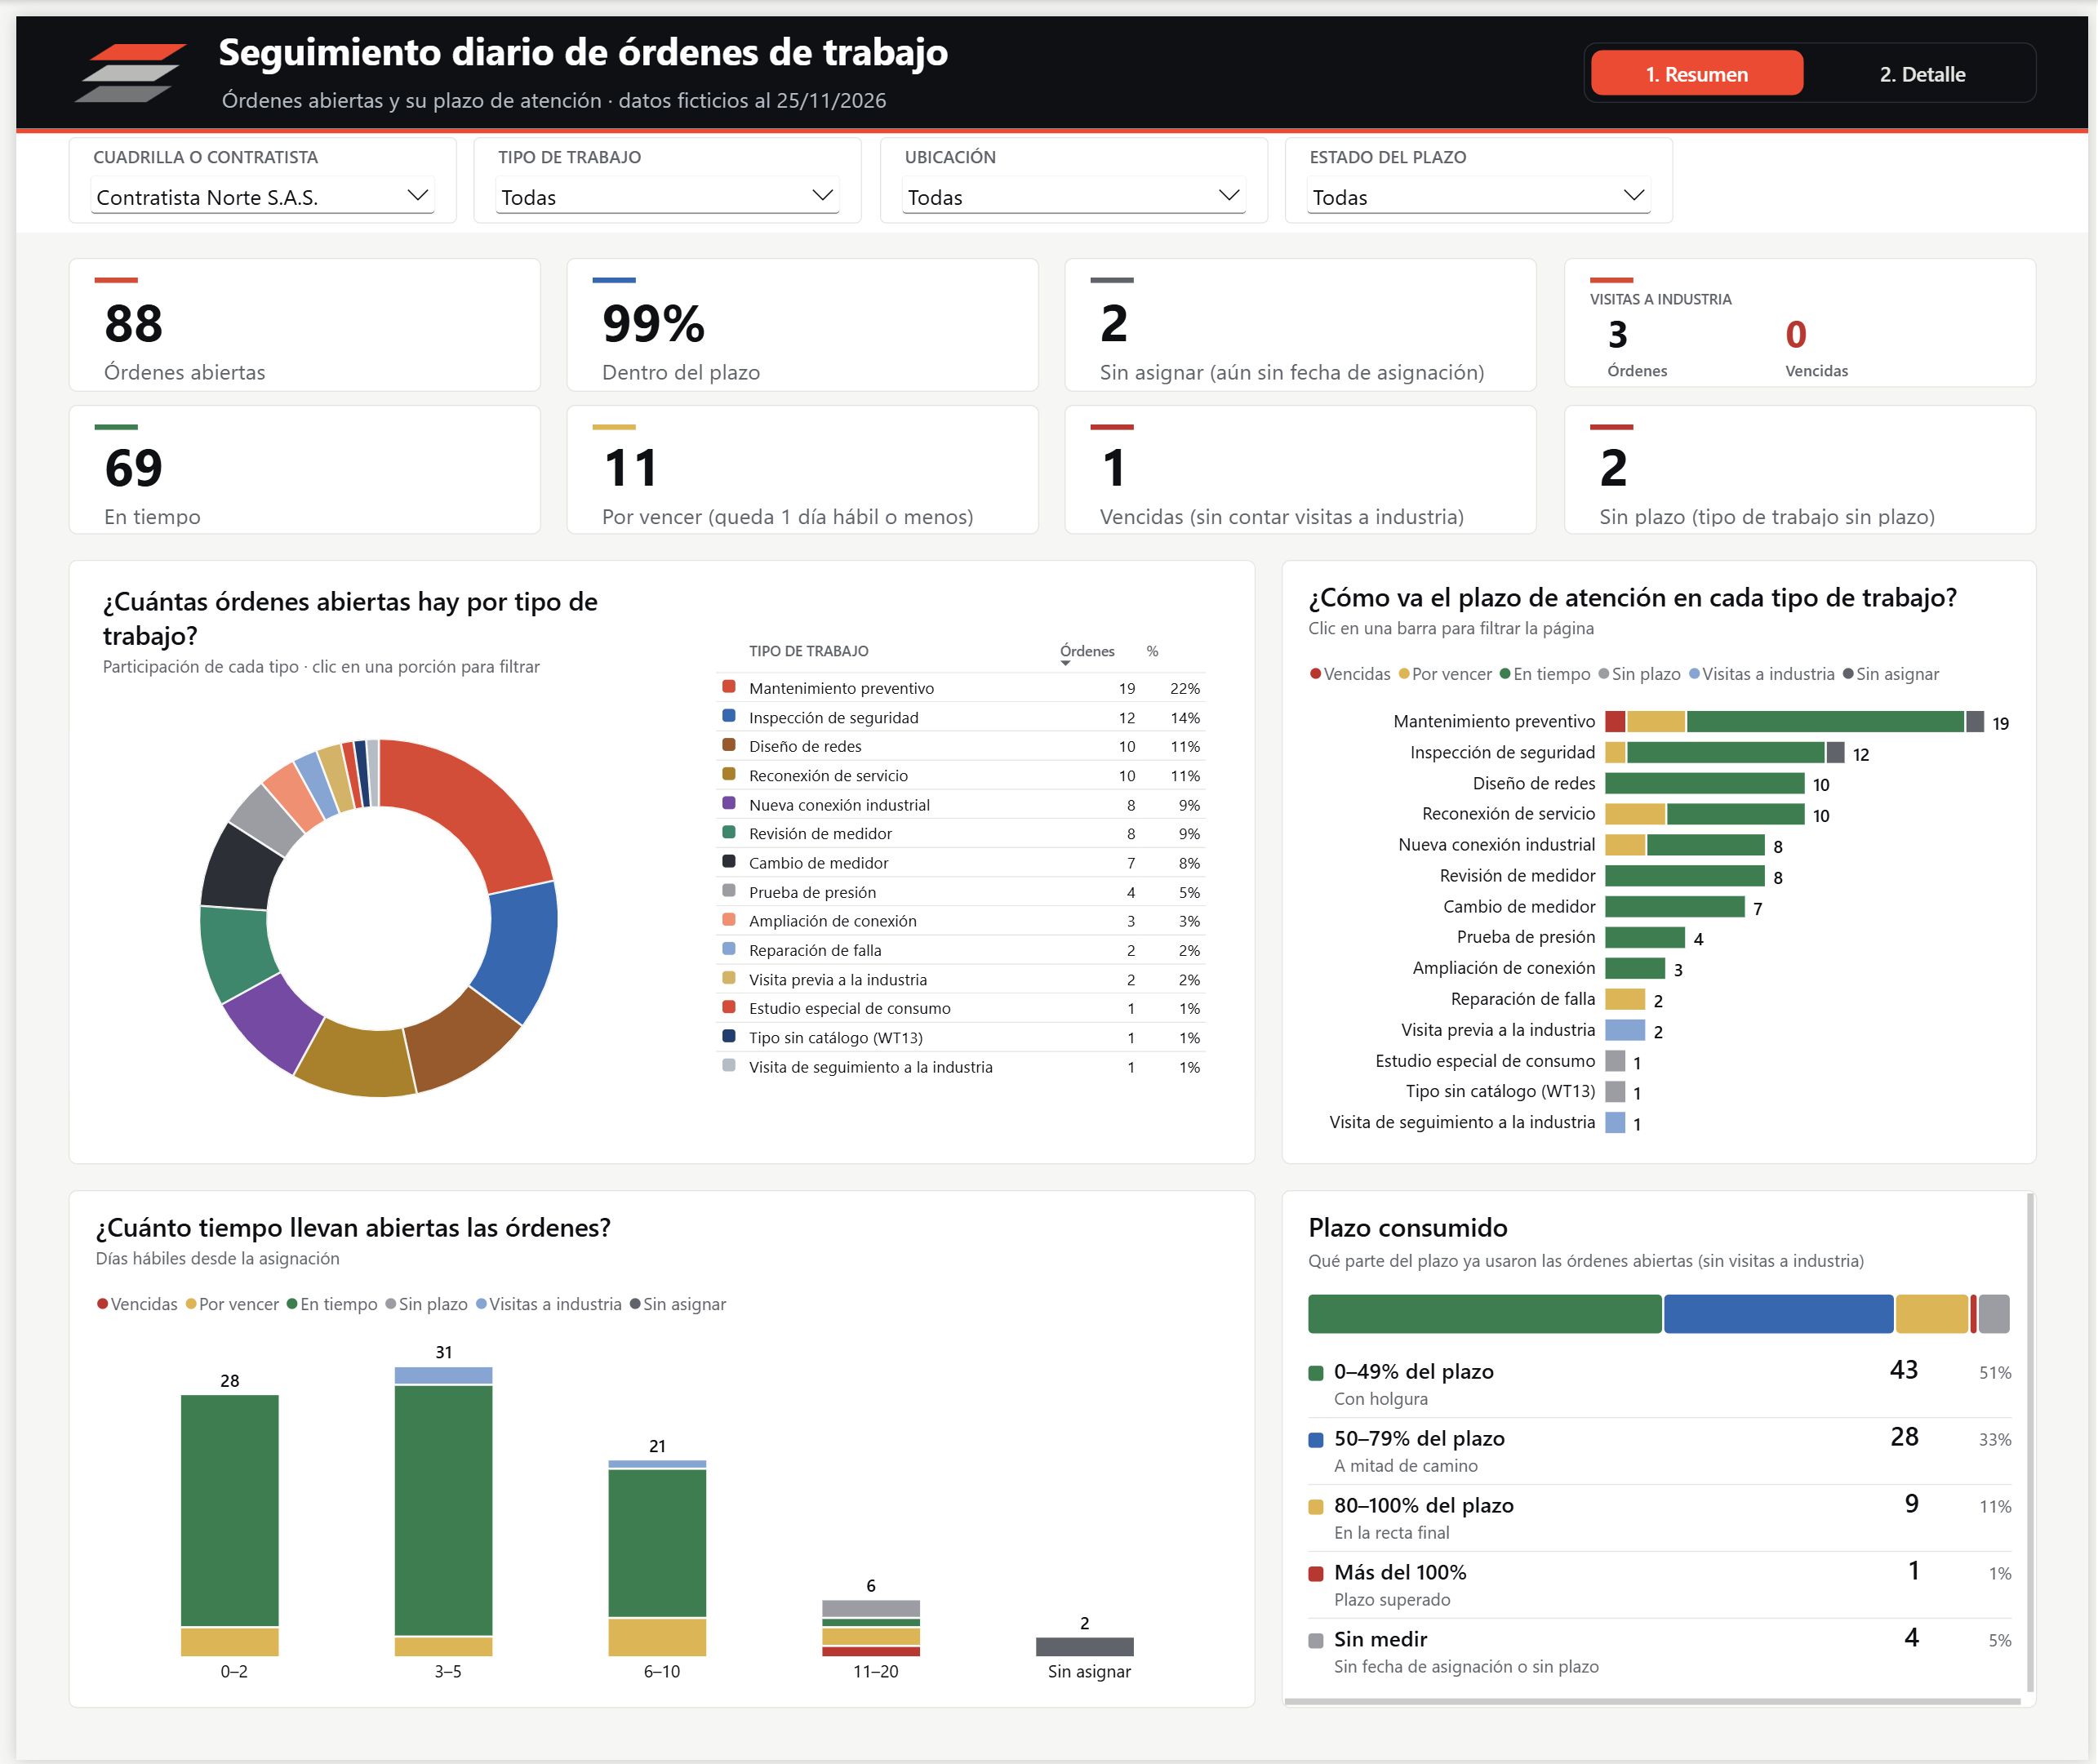 Seguimiento diario de órdenes de trabajo
Órdenes abiertas y su plazo de atención · datos ficticios al 25/11/2026
1. Resumen
2. Detalle
CUADRILLA O CONTRATISTA
Contratista Norte S.A.S.
TIPO DE TRABAJO
Todas
UBICACIÓN
Todas
ESTADO DEL PLAZO
Todas
88
Órdenes abiertas
99%
Dentro del plazo
2
Sin asignar (aún sin fecha de asignación)
VISITAS A INDUSTRIA
3
Órdenes
0
Vencidas
69
En tiempo
11
Por vencer (queda 1 día hábil o menos)
1
Vencidas (sin contar visitas a industria)
2
Sin plazo (tipo de trabajo sin plazo)
¿Cuántas órdenes abiertas hay por tipo de
trabajo?
Participación de cada tipo · clic en una porción para filtrar
TIPO DE TRABAJO Órdenes %
Mantenimiento preventivo 19 22%
Inspección de seguridad 12 14%
Diseño de redes 10 11%
Reconexión de servicio 10 11%
Nueva conexión industrial 8 9%
Revisión de medidor 8 9%
Cambio de medidor 7 8%
Prueba de presión 4 5%
Ampliación de conexión 3 3%
Reparación de falla 2 2%
Visita previa a la industria 2 2%
Estudio especial de consumo 1 1%
Tipo sin catálogo (WT13) 1 1%
Visita de seguimiento a la industria 1 1%
¿Cómo va el plazo de atención en cada tipo de trabajo?
Clic en una barra para filtrar la página
Vencidas Por vencer En tiempo Sin plazo Visitas a industria Sin asignar
Mantenimiento preventivo 19
Inspección de seguridad 12
Diseño de redes 10
Reconexión de servicio 10
Nueva conexión industrial 8
Revisión de medidor 8
Cambio de medidor 7
Prueba de presión 4
Ampliación de conexión 3
Reparación de falla 2
Visita previa a la industria 2
Estudio especial de consumo 1
Tipo sin catálogo (WT13) 1
Visita de seguimiento a la industria 1
¿Cuánto tiempo llevan abiertas las órdenes?
Días hábiles desde la asignación
Vencidas Por vencer En tiempo Sin plazo Visitas a industria Sin asignar
28 31 21 6 2
0–2 3–5 6–10 11–20 Sin asignar
Plazo consumido
Qué parte del plazo ya usaron las órdenes abiertas (sin visitas a industria)
0–49% del plazo 43 51%
Con holgura
50–79% del plazo 28 33%
A mitad de camino
80–100% del plazo 9 11%
En la recta final
Más del 100% 1 1%
Plazo superado
Sin medir 4 5%
Sin fecha de asignación o sin plazo